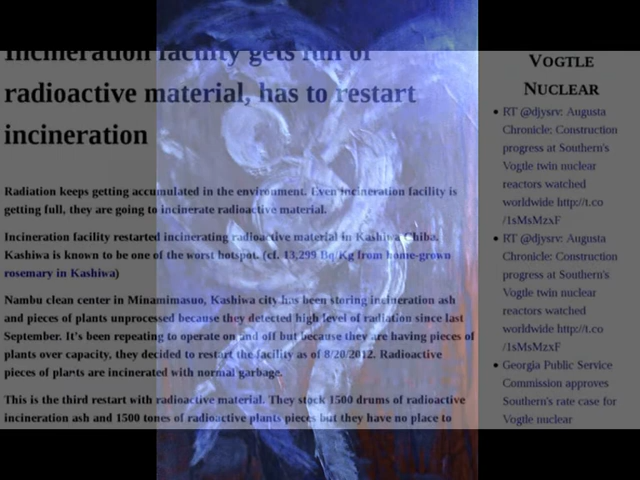 Incineration facility gets full of
radioactive material, has to restart
incineration
Radiation keeps getting accumulated in the environment. Even incineration facility is
getting full, they are going to incinerate radioactive material.
Incineration facility restarted incinerating radioactive material in Kashiwa Chiba.
Kashiwa is known to be one of the worst hotspot. (cf. 13,299 Bq/Kg from home-grown
rosemary in Kashiwa)
Nambu clean center in Minamimasuo, Kashiwa city has been storing incineration ash
and pieces of plants unprocessed because they detected high level of radiation since last
September. It's been repeating to operate on and off but because they are having pieces of
plants over capacity, they decided to restart the facility as of 8/20/2012. Radioactive
pieces of plants are incinerated with normal garbage.
This is the third restart with radioactive material. They stock 1500 drums of radioactive
incineration ash and 1500 tones of radioactive plants pieces but they have no place to
VOGTLE
NUCLEAR
• RT @djysrv: Augusta
Chronicle: Construction
progress at Southern's
Vogtle twin nuclear
reactors watched
worldwide http://t.co
/1sMsMzxF
• RT @djysrv: Augusta
Chronicle: Construction
progress at Southern's
Vogtle twin nuclear
reactors watched
worldwide http://t.co
/1sMsMzxF
• Georgia Public Service
Commission approves
Southern's rate case for
Vogtle nuclear